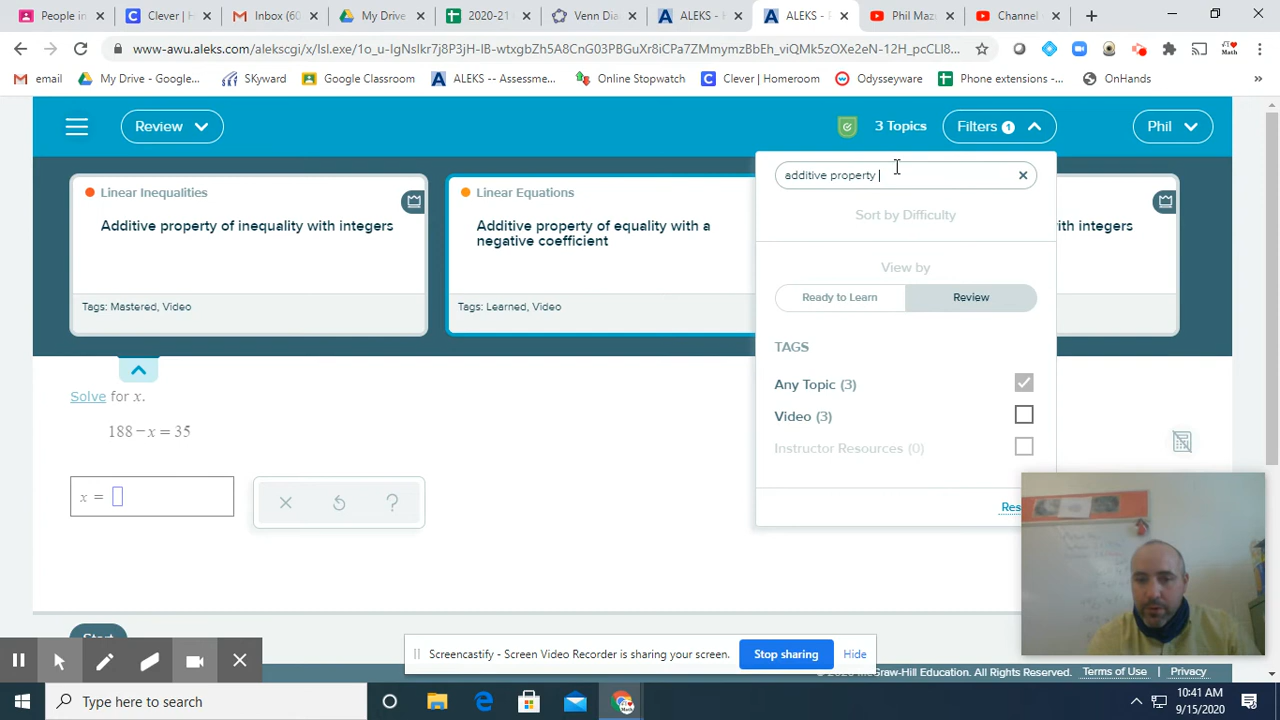 People in
Clever | H
Inbox (60
My Drive
2020-21
Venn Dia
ALEKS - H
ALEKS -
Phil Maz
Channel
www-awu.aleks.com/alekscgi/x/Isl.exe/1o_u-IgNsIkr7j8P3jH-IB-wtxgbZh5A8CnG03PBGuXr8iCPa7ZMmymzBbEh_viQMk5zOXe2eN-12H_pcCLI8...
email
My Drive - Google...
SKyward
Google Classroom
ALEKS -- Assessme...
Online Stopwatch
Clever | Homeroom
Odysseyware
Phone extensions -...
OnHands
Review
3 Topics
Filters 1
Phil
additive property
Linear Inequalities
Additive property of inequality with integers
Tags: Mastered, Video
Linear Equations
Additive property of equality with a
negative coefficient
Tags: Learned, Video
ith integers
Sort by Difficulty
View by
Ready to Learn
Review
TAGS
Any Topic (3)
Video (3)
Instructor Resources (0)
Res
Solve for x.
188 − x = 35
x =
?
Start
Screencastify - Screen Video Recorder is sharing your screen.
Stop sharing
Hide
McGraw-Hill Education. All Rights Reserved.
Terms of Use
Privacy
Type here to search
10:41 AM
9/15/2020